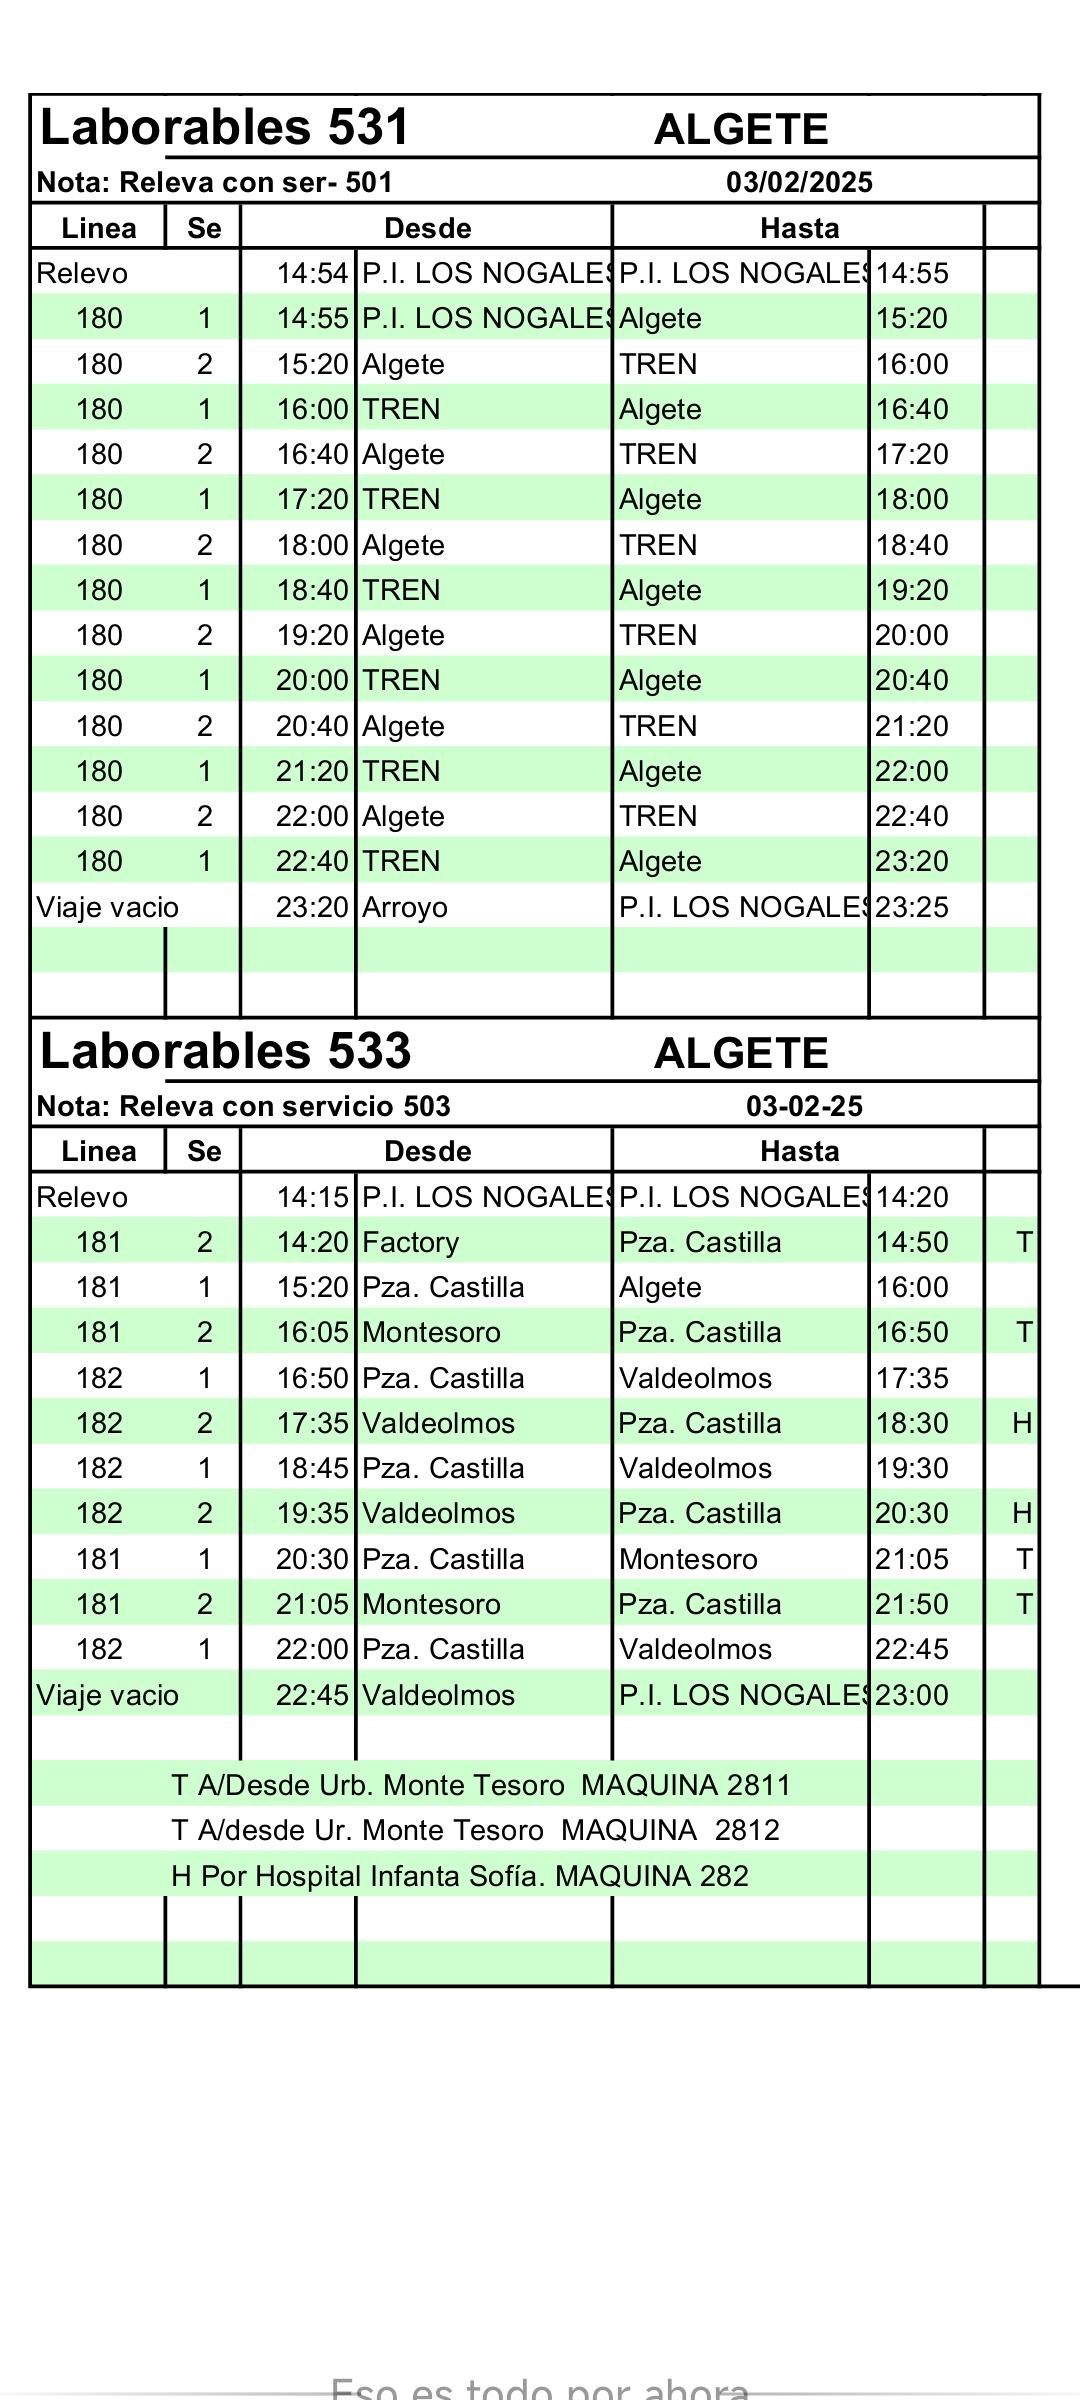 Laborables 531 ALGETE
Nota: Releva con ser- 501 03/02/2025
Linea Se Desde Hasta
Relevo 14:54 P.I. LOS NOGALES P.I. LOS NOGALES 14:55
180 1 14:55 P.I. LOS NOGALES Algete 15:20
180 2 15:20 Algete TREN 16:00
180 1 16:00 TREN Algete 16:40
180 2 16:40 Algete TREN 17:20
180 1 17:20 TREN Algete 18:00
180 2 18:00 Algete TREN 18:40
180 1 18:40 TREN Algete 19:20
180 2 19:20 Algete TREN 20:00
180 1 20:00 TREN Algete 20:40
180 2 20:40 Algete TREN 21:20
180 1 21:20 TREN Algete 22:00
180 2 22:00 Algete TREN 22:40
180 1 22:40 TREN Algete 23:20
Viaje vacio 23:20 Arroyo P.I. LOS NOGALES 23:25
Laborables 533 ALGETE
Nota: Releva con servicio 503 03-02-25
Linea Se Desde Hasta
Relevo 14:15 P.I. LOS NOGALES P.I. LOS NOGALES 14:20
181 2 14:20 Factory Pza. Castilla 14:50 T
181 1 15:20 Pza. Castilla Algete 16:00
181 2 16:05 Montesoro Pza. Castilla 16:50 T
182 1 16:50 Pza. Castilla Valdeolmos 17:35
182 2 17:35 Valdeolmos Pza. Castilla 18:30 H
182 1 18:45 Pza. Castilla Valdeolmos 19:30
182 2 19:35 Valdeolmos Pza. Castilla 20:30 H
181 1 20:30 Pza. Castilla Montesoro 21:05 T
181 2 21:05 Montesoro Pza. Castilla 21:50 T
182 1 22:00 Pza. Castilla Valdeolmos 22:45
Viaje vacio 22:45 Valdeolmos P.I. LOS NOGALES 23:00
T A/Desde Urb. Monte Tesoro MAQUINA 2811
T A/desde Ur. Monte Tesoro MAQUINA 2812
H Por Hospital Infanta Sofía. MAQUINA 282
Eso es todo por ahora